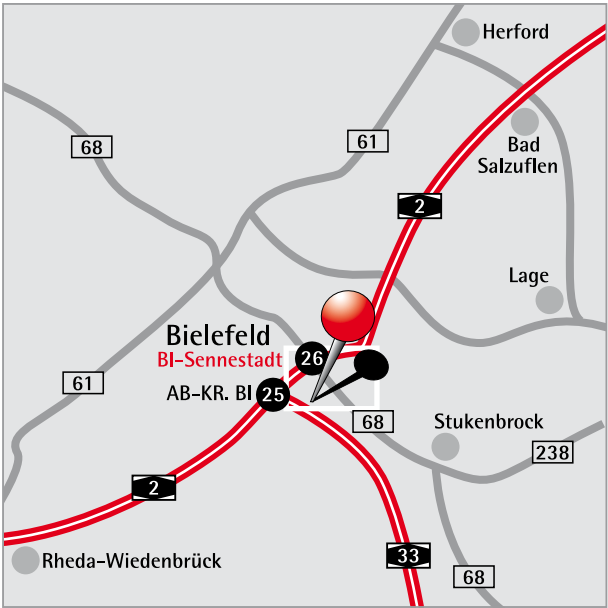 Herford
68
61
Bad
Salzuflen
2
Lage
Bielefeld
BI-Sennestadt
26
61
AB-KR. BI
25
68
Stukenbrock
238
2
33
Rheda-Wiedenbrück
68